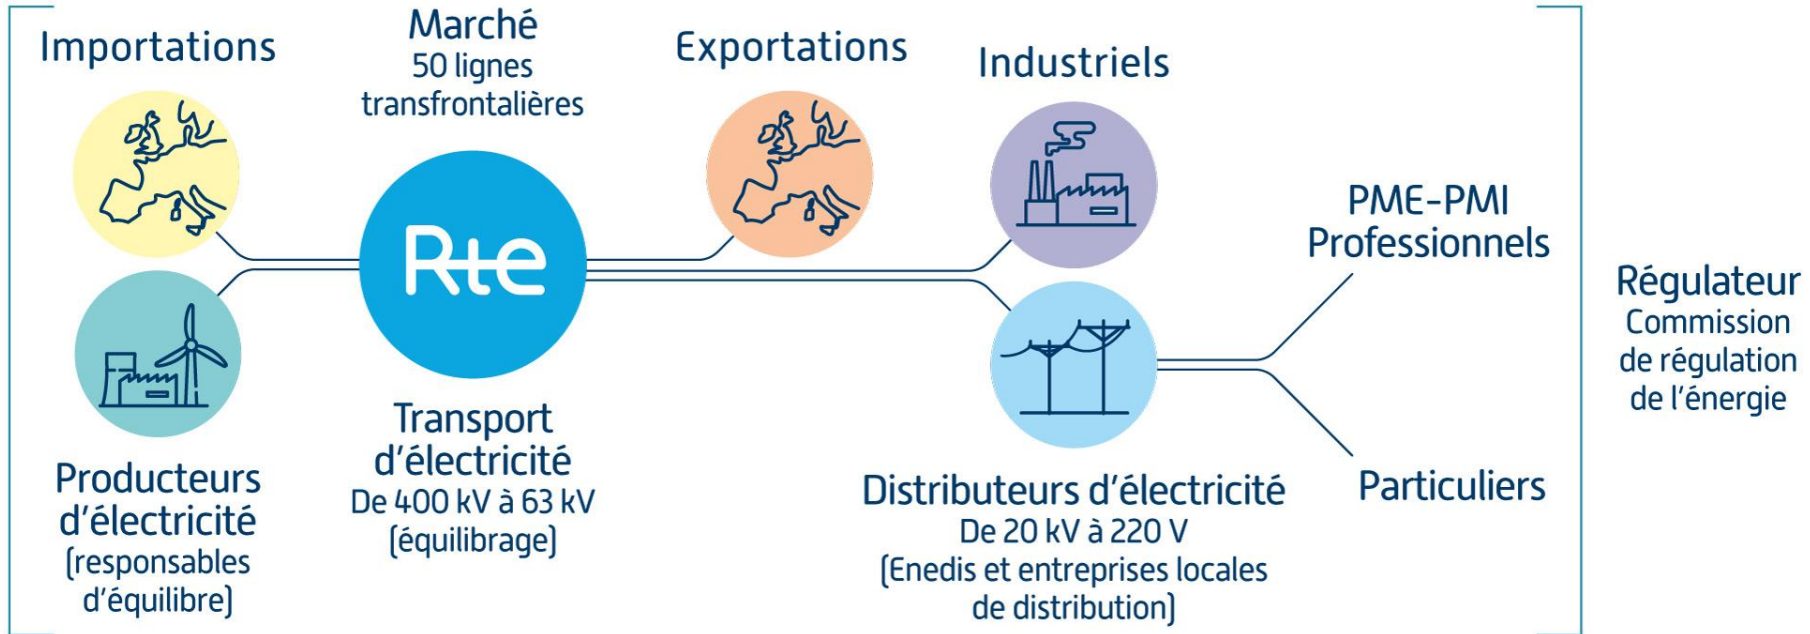 Importations
Marché
50 lignes
transfrontalières
Exportations
Industriels
Rte
PME-PMI
Professionnels
Régulateur
Commission
de régulation
de l'énergie
Producteurs
d'électricité
(responsables
d'équilibre)
Transport
d'électricité
De 400 kV à 63 kV
(équilibrage)
Distributeurs d'électricité
De 20 kV à 220 V
(Enedis et entreprises locales
de distribution)
Particuliers